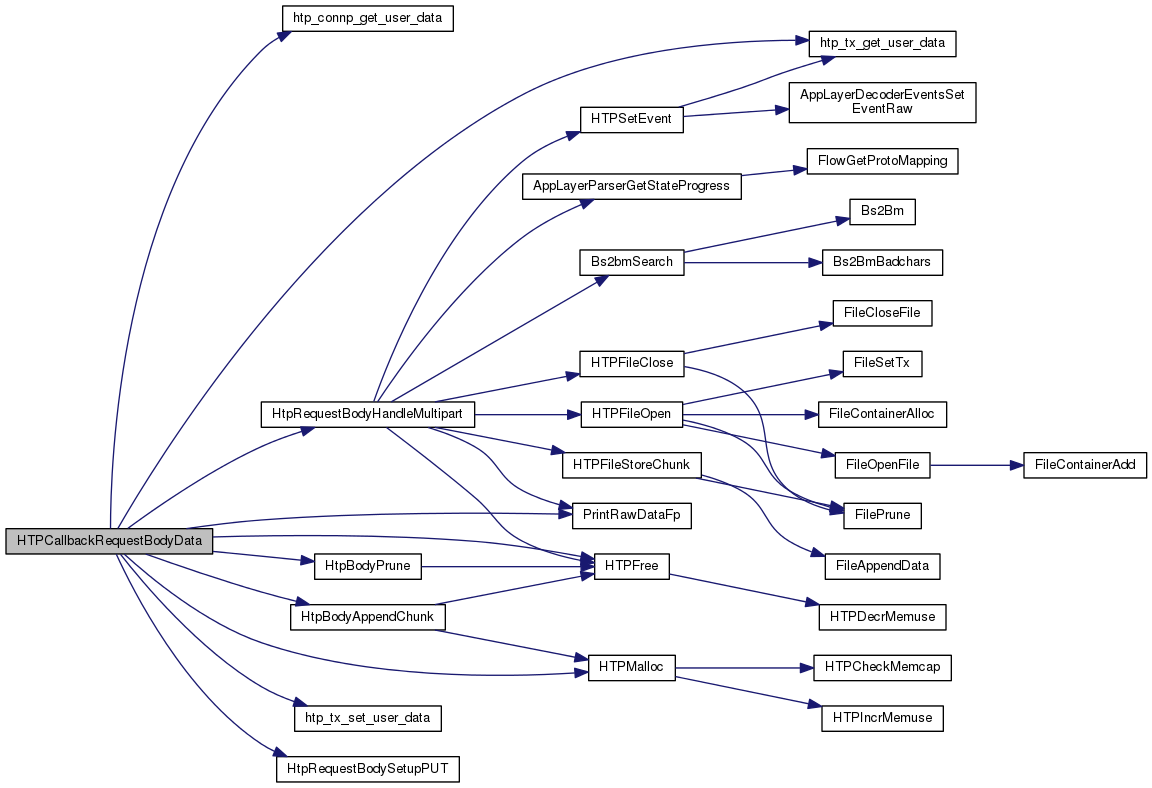 htp_connp_get_user_data
htp_tx_get_user_data
AppLayerDecoderEventsSet
EventRaw
HTPSetEvent
FlowGetProtoMapping
AppLayerParserGetStateProgress
Bs2Bm
Bs2bmSearch
Bs2BmBadchars
FileCloseFile
HTPFileClose
FileSetTx
HtpRequestBodyHandleMultipart
HTPFileOpen
FileContainerAlloc
HTPFileStoreChunk
FileOpenFile
FileContainerAdd
PrintRawDataFp
FilePrune
HTPCallbackRequestBodyData
HtpBodyPrune
HTPFree
FileAppendData
HtpBodyAppendChunk
HTPDecrMemuse
HTPMalloc
HTPCheckMemcap
htp_tx_set_user_data
HTPIncrMemuse
HtpRequestBodySetupPUT